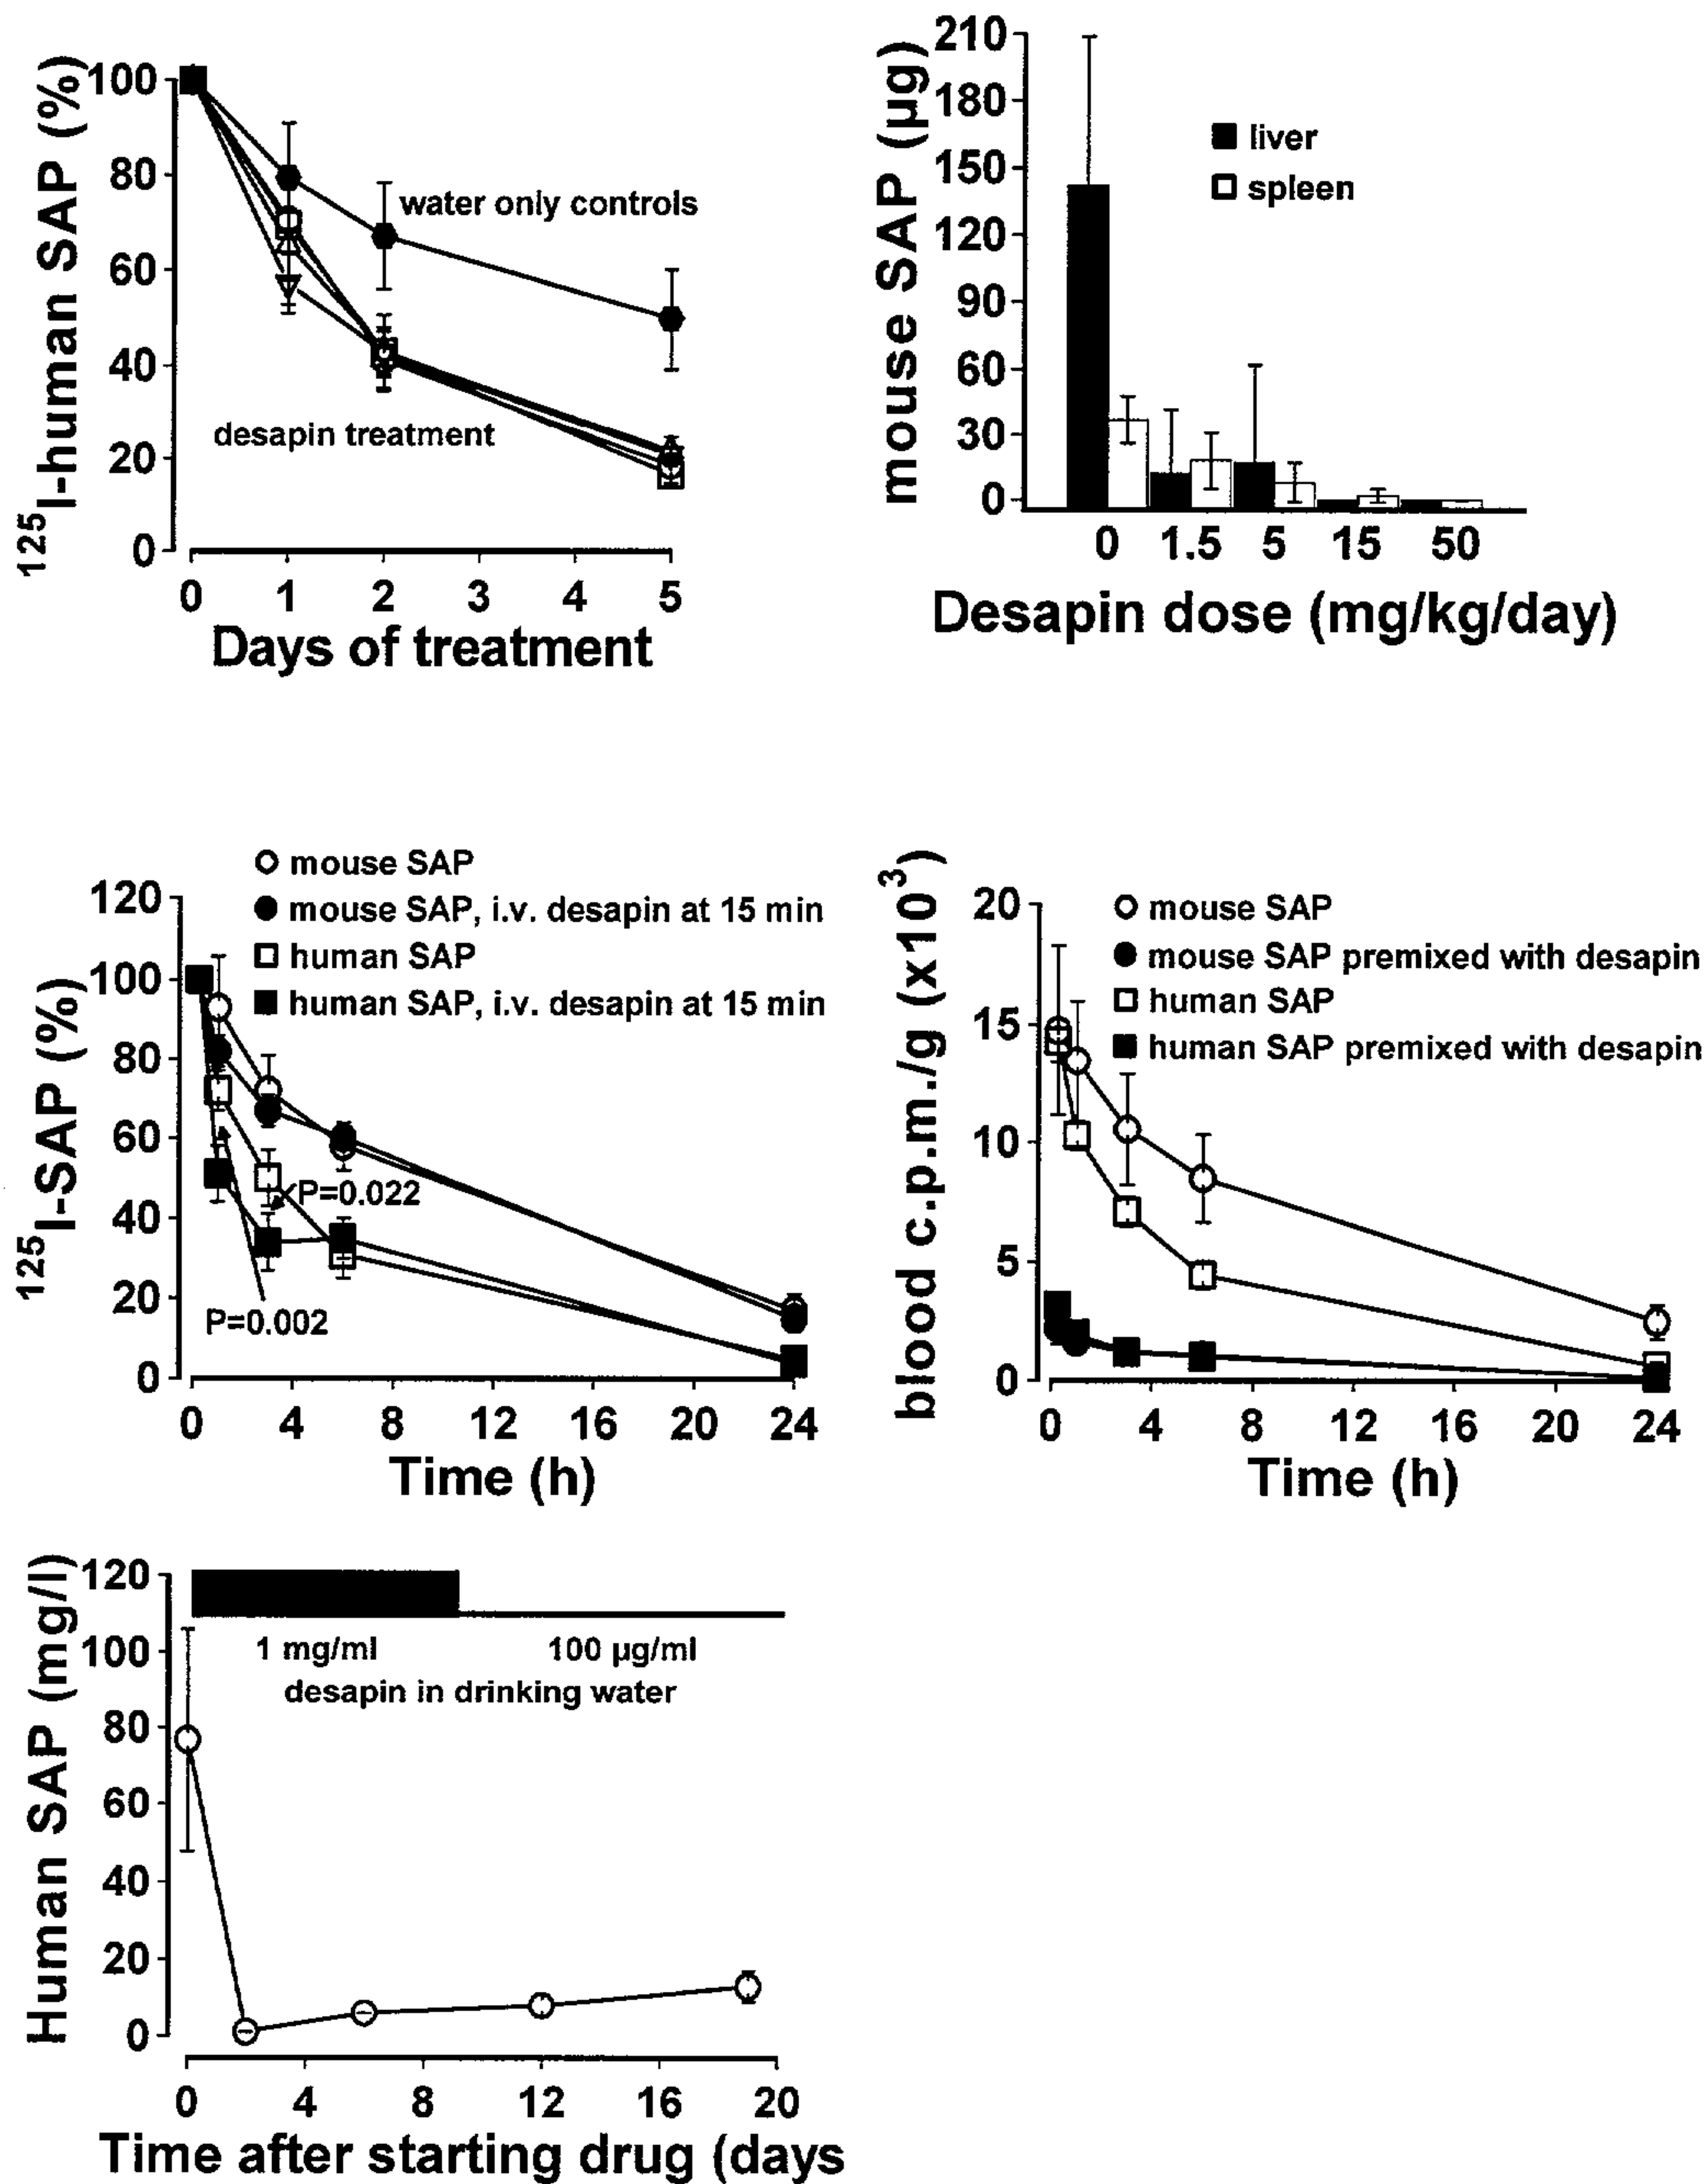 ¹²⁵I-human SAP (%)
100
80
60
40
20
0
water only controls
desapin treatment
0 1 2 3 4 5
Days of treatment
mouse SAP (µg)
210
180
150
120
90
60
30
0
liver
spleen
0 1.5 5 15 50
Desapin dose (mg/kg/day)
¹²⁵I-SAP (%)
120
100
80
60
40
20
0
mouse SAP
mouse SAP, i.v. desapin at 15 min
human SAP
human SAP, i.v. desapin at 15 min
P=0.022
P=0.002
0 4 8 12 16 20 24
Time (h)
blood c.p.m./g (x10³)
20
15
10
5
0
mouse SAP
mouse SAP premixed with desapin
human SAP
human SAP premixed with desapin
0 4 8 12 16 20 24
Time (h)
Human SAP (mg/l)
120
100
80
60
40
20
0
1 mg/ml 100 µg/ml
desapin in drinking water
0 4 8 12 16 20
Time after starting drug (days